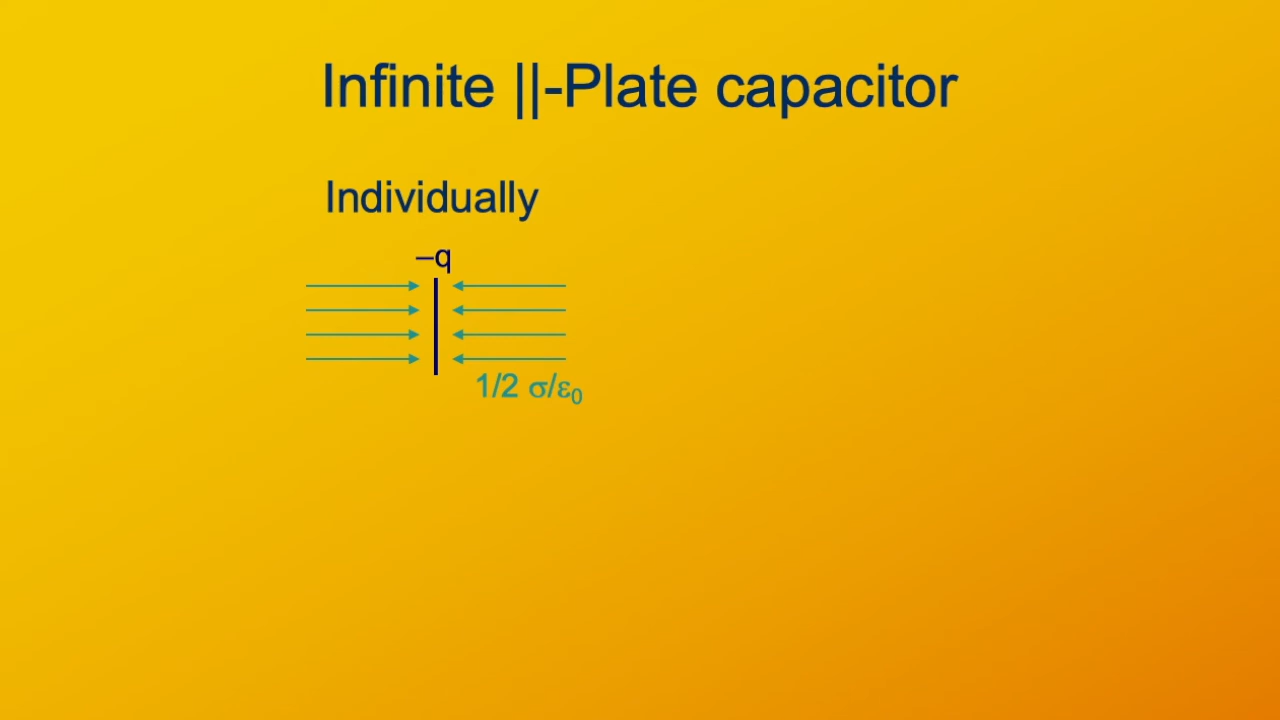 Infinite ||-Plate capacitor
Individually
–q
1/2 σ/ε₀